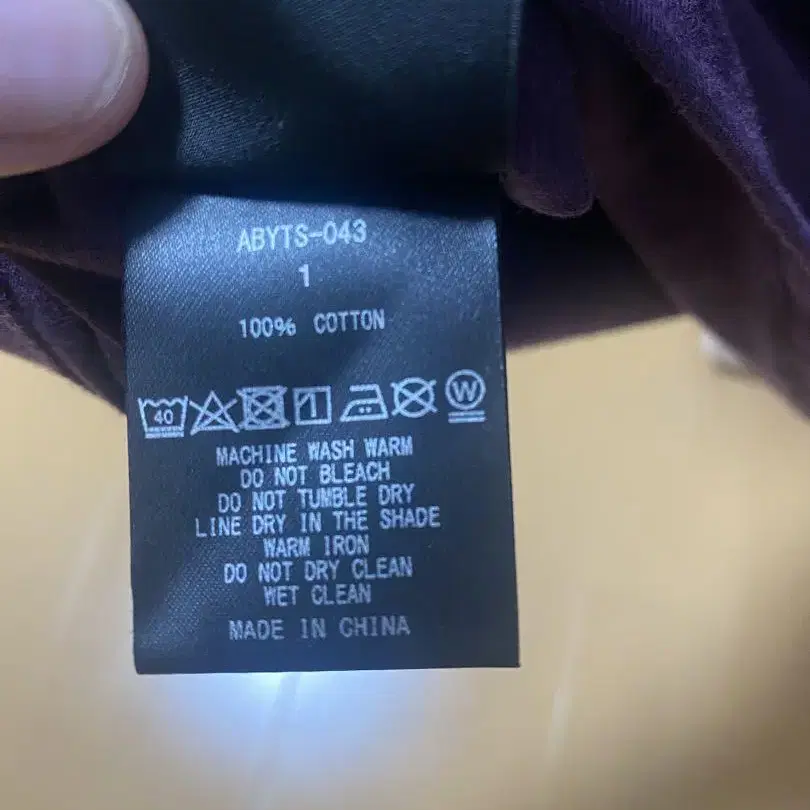 ABYTS-043
1
100% COTTON
40 W
MACHINE WASH WARM
DO NOT BLEACH
DO NOT TUMBLE DRY
LINE DRY IN THE SHADE
WARM IRON
DO NOT DRY CLEAN
WET CLEAN
MADE IN CHINA